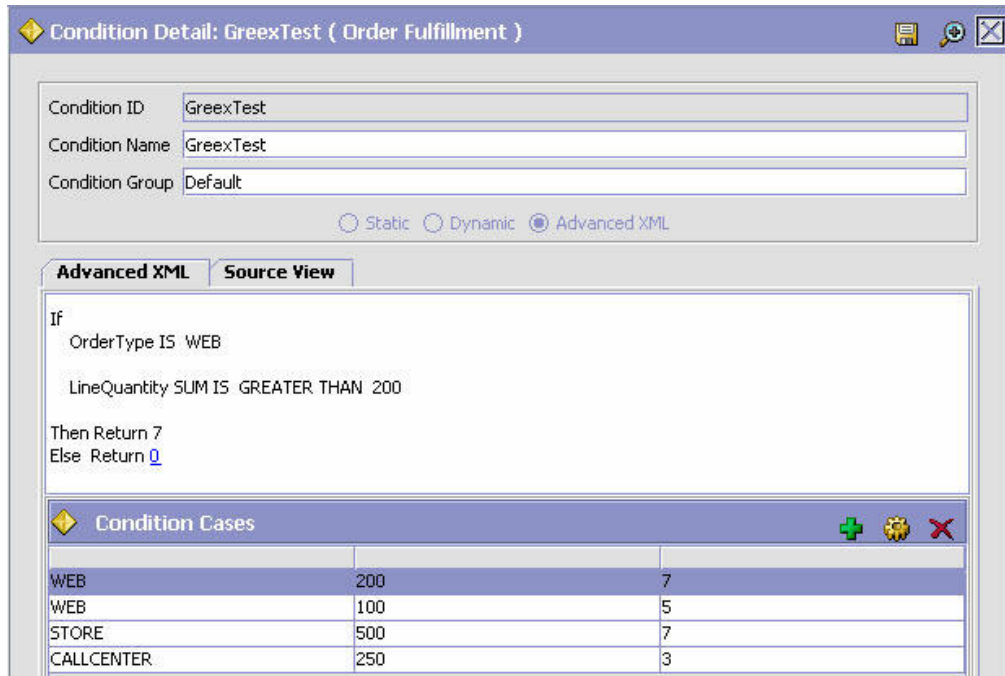 Condition Detail: GreexTest ( Order Fulfillment )
Condition ID GreexTest
Condition Name GreexTest
Condition Group Default
Static Dynamic Advanced XML
Advanced XML Source View
If
OrderType IS WEB
LineQuantity SUM IS GREATER THAN 200
Then Return 7
Else Return 0
Condition Cases
WEB 200 7
WEB 100 5
STORE 500 7
CALLCENTER 250 3